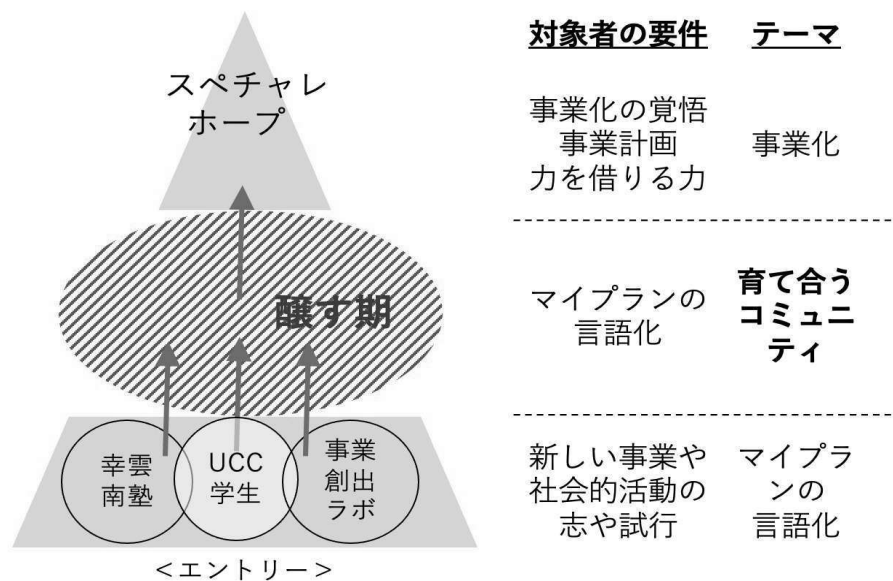 対象者の要件
テーマ
スペチャレ
ホープ
事業化の覚悟
事業計画
力を借りる力
事業化
醸す期
マイプランの
言語化
育て合う
コミュニ
ティ
幸雲
南塾
UCC
学生
事業
創出
ラボ
新しい事業や
社会的活動の
志や試行
マイプラ
ンの
言語化
＜エントリー＞